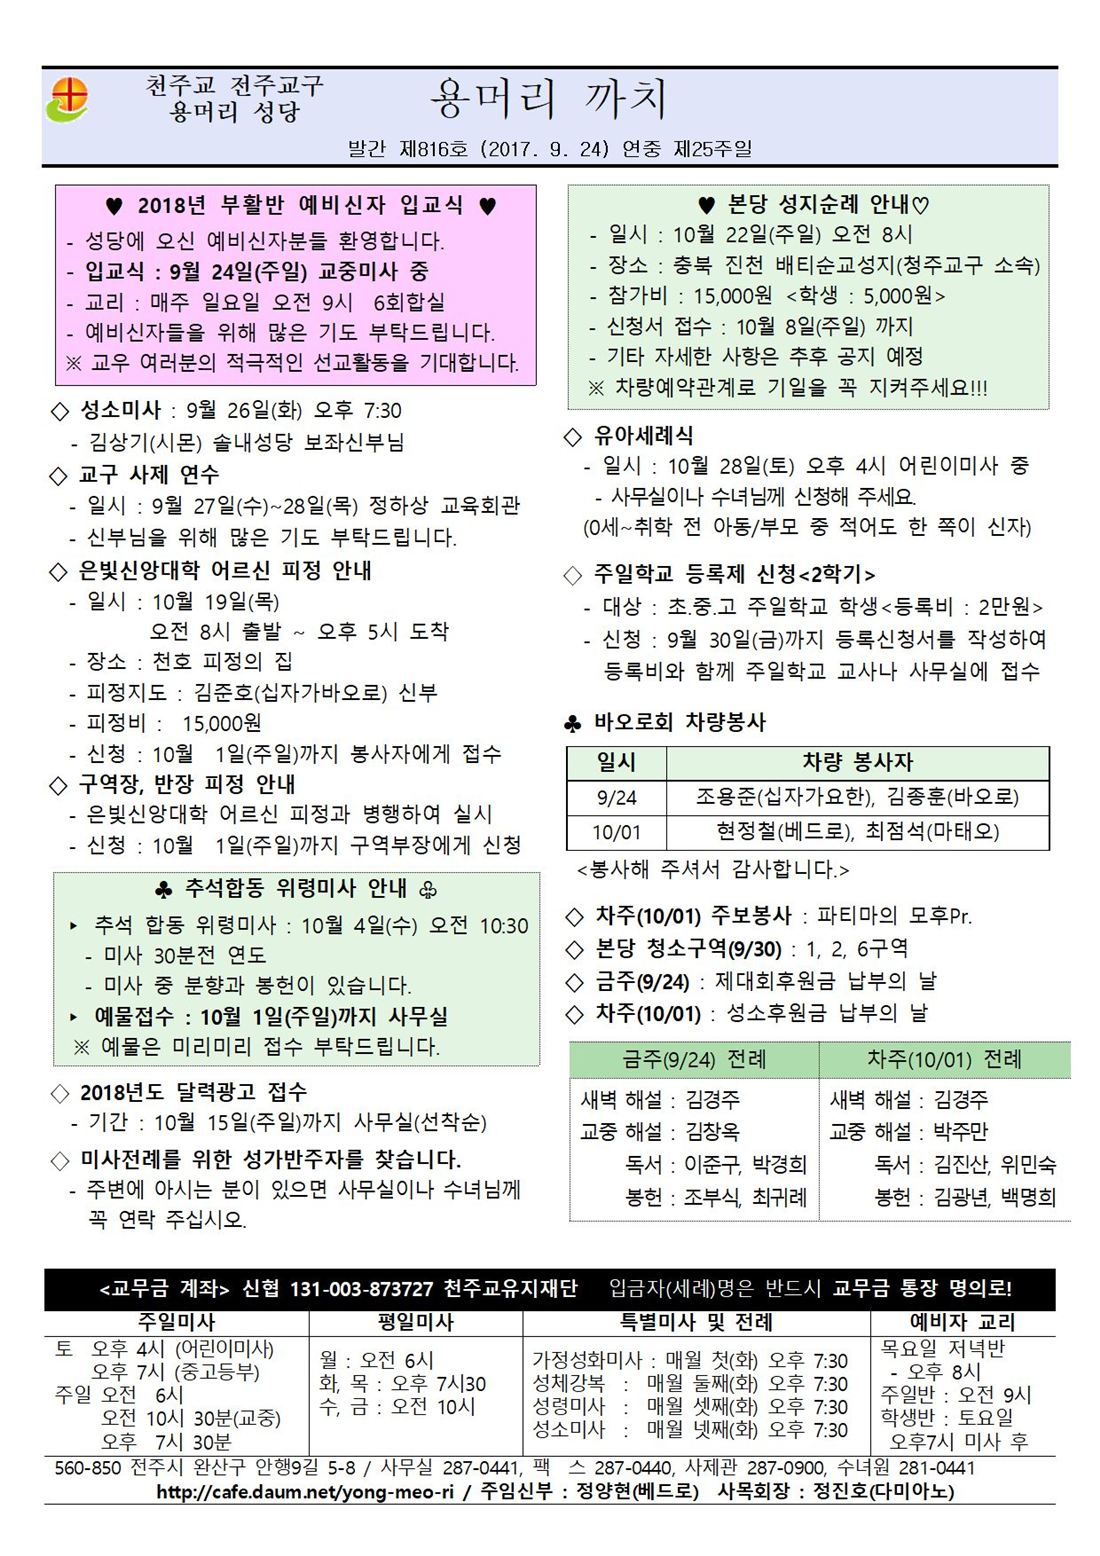 천주교 전주교구
용머리 성당
용머리 까치
발간 제816호 (2017. 9. 24) 연중 제25주일
♥ 2018년 부활반 예비신자 입교식 ♥
- 성당에 오신 예비신자분들 환영합니다.
- 입교식 : 9월 24일(주일) 교중미사 중
- 교리 : 매주 일요일 오전 9시 6회합실
- 예비신자들을 위해 많은 기도 부탁드립니다.
※ 교우 여러분의 적극적인 선교활동을 기대합니다.
◇ 성소미사 : 9월 26일(화) 오후 7:30
- 김상기(시몬) 솔내성당 보좌신부님
◇ 교구 사제 연수
- 일시 : 9월 27일(수)~28일(목) 정하상 교육회관
- 신부님을 위해 많은 기도 부탁드립니다.
◇ 은빛신앙대학 어르신 피정 안내
- 일시 : 10월 19일(목)
오전 8시 출발 ~ 오후 5시 도착
- 장소 : 천호 피정의 집
- 피정지도 : 김준호(십자가바오로) 신부
- 피정비 : 15,000원
- 신청 : 10월 1일(주일)까지 봉사자에게 접수
◇ 구역장, 반장 피정 안내
- 은빛신앙대학 어르신 피정과 병행하여 실시
- 신청 : 10월 1일(주일)까지 구역부장에게 신청
♣ 추석합동 위령미사 안내 ♧
▸ 추석 합동 위령미사 : 10월 4일(수) 오전 10:30
- 미사 30분전 연도
- 미사 중 분향과 봉헌이 있습니다.
▸ 예물접수 : 10월 1일(주일)까지 사무실
※ 예물은 미리미리 접수 부탁드립니다.
◇ 2018년도 달력광고 접수
- 기간 : 10월 15일(주일)까지 사무실(선착순)
◇ 미사전례를 위한 성가반주자를 찾습니다.
- 주변에 아시는 분이 있으면 사무실이나 수녀님께
꼭 연락 주십시오.
♥ 본당 성지순례 안내♡
- 일시 : 10월 22일(주일) 오전 8시
- 장소 : 충북 진천 배티순교성지(청주교구 소속)
- 참가비 : 15,000원 <학생 : 5,000원>
- 신청서 접수 : 10월 8일(주일) 까지
- 기타 자세한 사항은 추후 공지 예정
※ 차량예약관계로 기일을 꼭 지켜주세요!!!
◇ 유아세례식
- 일시 : 10월 28일(토) 오후 4시 어린이미사 중
- 사무실이나 수녀님께 신청해 주세요.
(0세~취학 전 아동/부모 중 적어도 한 쪽이 신자)
◇ 주일학교 등록제 신청<2학기>
- 대상 : 초.중.고 주일학교 학생<등록비 : 2만원>
- 신청 : 9월 30일(금)까지 등록신청서를 작성하여
등록비와 함께 주일학교 교사나 사무실에 접수
♣ 바오로회 차량봉사
일시 차량 봉사자
9/24 조용준(십자가요한), 김종훈(바오로)
10/01 현정철(베드로), 최점석(마태오)
<봉사해 주셔서 감사합니다.>
◇ 차주(10/01) 주보봉사 : 파티마의 모후Pr.
◇ 본당 청소구역(9/30) : 1, 2, 6구역
◇ 금주(9/24) : 제대회후원금 납부의 날
◇ 차주(10/01) : 성소후원금 납부의 날
금주(9/24) 전례 차주(10/01) 전례
새벽 해설 : 김경주 새벽 해설 : 김경주
교중 해설 : 김창옥 교중 해설 : 박주만
독서 : 이준구, 박경희 독서 : 김진산, 위민숙
봉헌 : 조부식, 최귀례 봉헌 : 김광년, 백명희
<교무금 계좌> 신협 131-003-873727 천주교유지재단 입금자(세례)명은 반드시 교무금 통장 명의로!
주일미사 평일미사 특별미사 및 전례 예비자 교리
토 오후 4시 (어린이미사)
오후 7시 (중고등부)
주일 오전 6시
오전 10시 30분(교중)
오후 7시 30분
월 : 오전 6시
화, 목 : 오후 7시30
수, 금 : 오전 10시
가정성화미사 : 매월 첫(화) 오후 7:30
성체강복 : 매월 둘째(화) 오후 7:30
성령미사 : 매월 셋째(화) 오후 7:30
성소미사 : 매월 넷째(화) 오후 7:30
목요일 저녁반
- 오후 8시
주일반 : 오전 9시
학생반 : 토요일
오후7시 미사 후
560-850 전주시 완산구 안행9길 5-8 / 사무실 287-0441, 팩 스 287-0440, 사제관 287-0900, 수녀원 281-0441
http://cafe.daum.net/yong-meo-ri / 주임신부 : 정양현(베드로) 사목회장 : 정진호(다미아노)